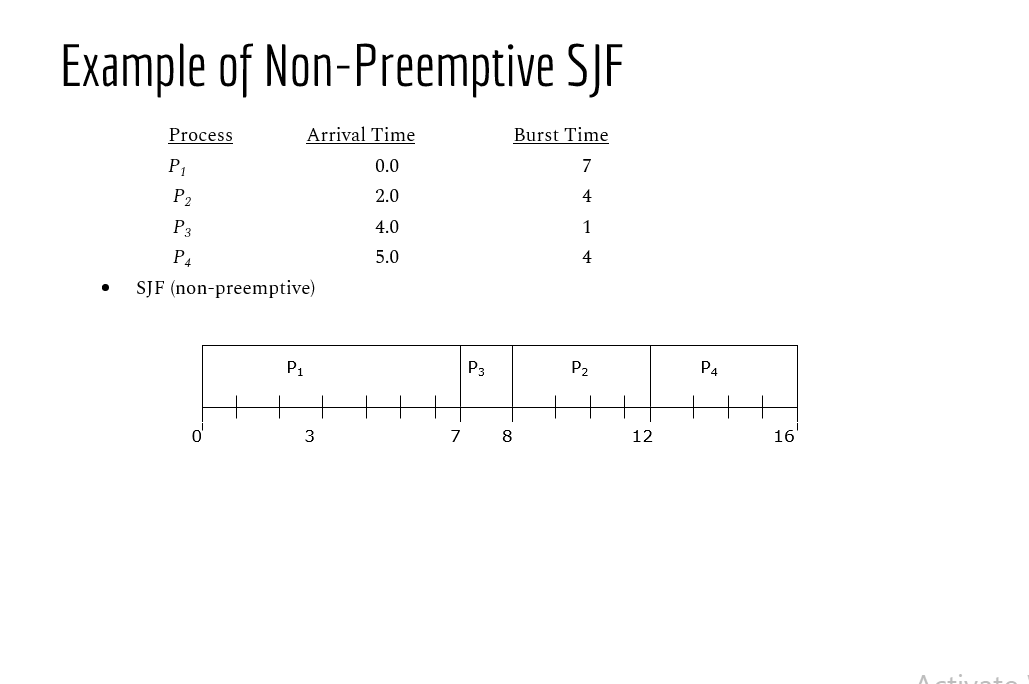 Example of Non-Preemptive SJF
Process Arrival Time Burst Time
P1 0.0 7
P2 2.0 4
P3 4.0 1
P4 5.0 4
• SJF (non-preemptive)
P1 P3 P2 P4
0 3 7 8 12 16
Activate